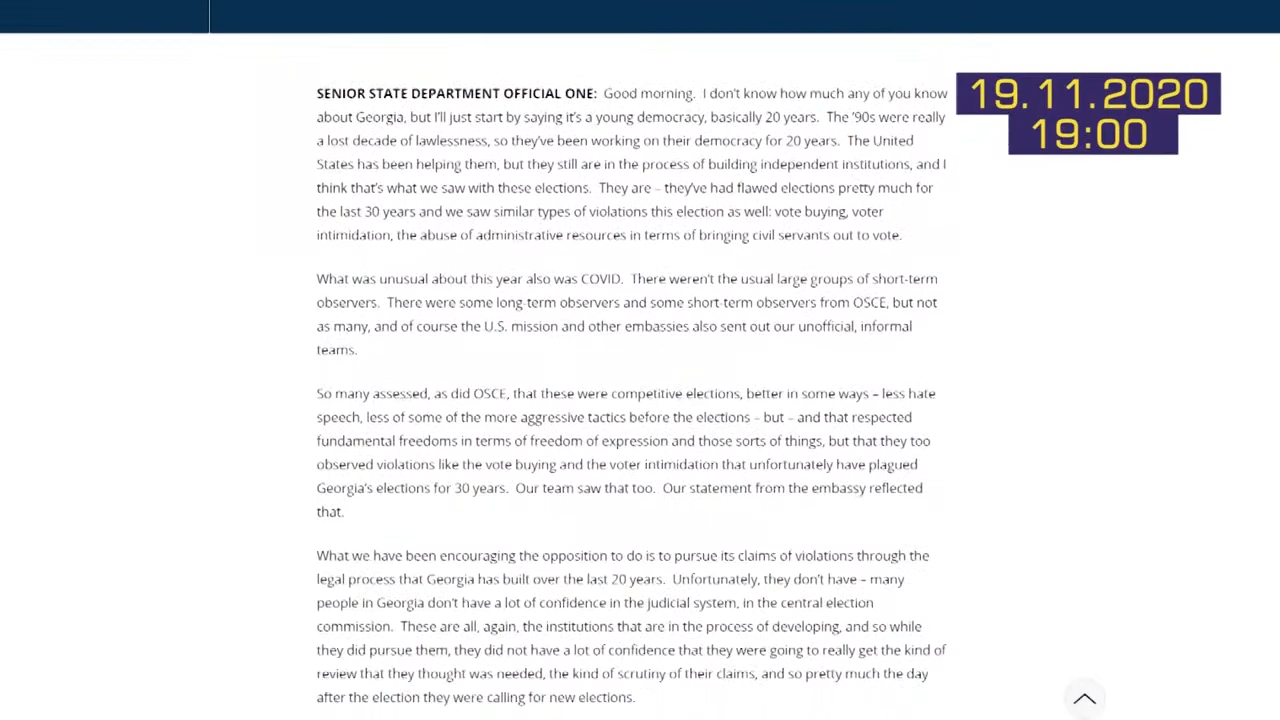 SENIOR STATE DEPARTMENT OFFICIAL ONE: Good morning. I don't know how much any of you know
about Georgia, but I'll just start by saying it's a young democracy, basically 20 years. The '90s were really
a lost decade of lawlessness, so they've been working on their democracy for 20 years. The United
States has been helping them, but they still are in the process of building independent institutions, and I
think that's what we saw with these elections. They are – they've had flawed elections pretty much for
the last 30 years and we saw similar types of violations this election as well: vote buying, voter
intimidation, the abuse of administrative resources in terms of bringing civil servants out to vote.
What was unusual about this year also was COVID. There weren't the usual large groups of short-term
observers. There were some long-term observers and some short-term observers from OSCE, but not
as many, and of course the U.S. mission and other embassies also sent out our unofficial, informal
teams.
So many assessed, as did OSCE, that these were competitive elections, better in some ways – less hate
speech, less of some of the more aggressive tactics before the elections – but – and that respected
fundamental freedoms in terms of freedom of expression and those sorts of things, but that they too
observed violations like the vote buying and the voter intimidation that unfortunately have plagued
Georgia's elections for 30 years. Our team saw that too. Our statement from the embassy reflected
that.
What we have been encouraging the opposition to do is to pursue its claims of violations through the
legal process that Georgia has built over the last 20 years. Unfortunately, they don't have – many
people in Georgia don't have a lot of confidence in the judicial system, in the central election
commission. These are all, again, the institutions that are in the process of developing, and so while
they did pursue them, they did not have a lot of confidence that they were going to really get the kind of
review that they thought was needed, the kind of scrutiny of their claims, and so pretty much the day
after the election they were calling for new elections.
19.11.2020
19:00